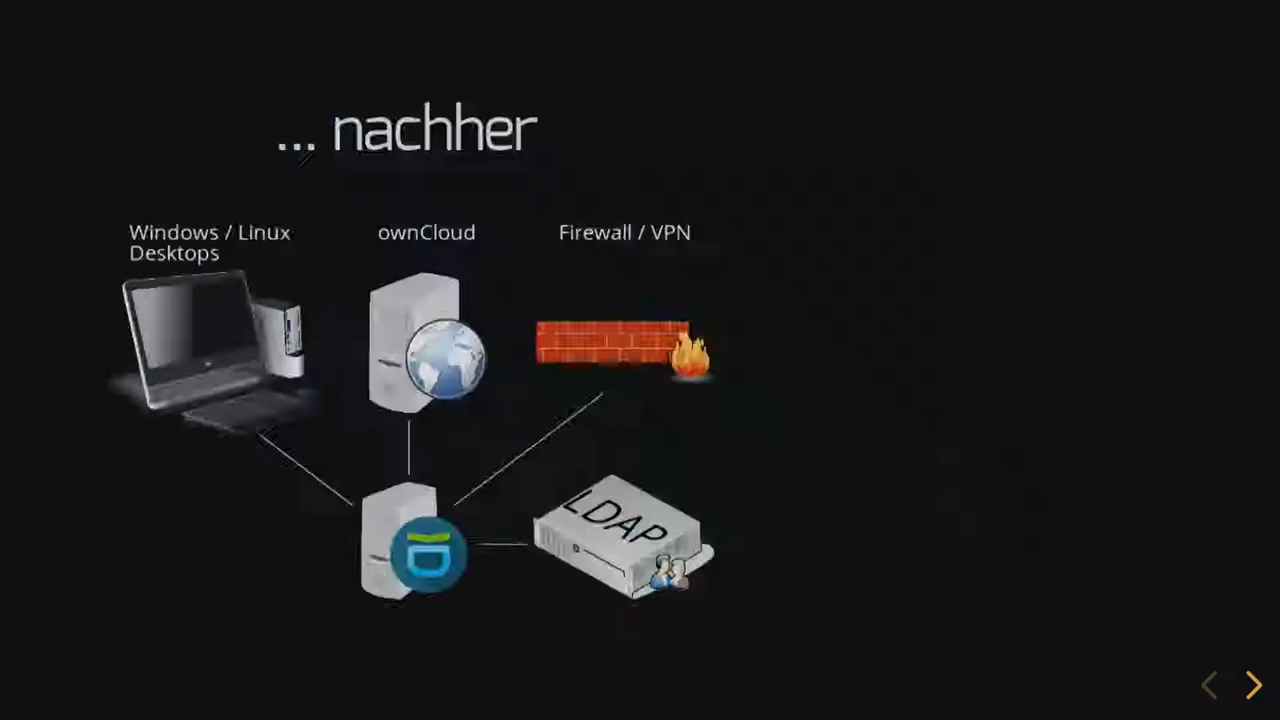 ... nachher
Windows / Linux
Desktops
ownCloud
Firewall / VPN
LDAP